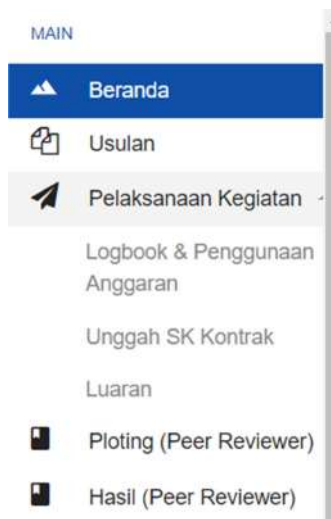 MAIN
Beranda
Usulan
Pelaksanaan Kegiatan
Logbook & Penggunaan
Anggaran
Unggah SK Kontrak
Luaran
Ploting (Peer Reviewer)
Hasil (Peer Reviewer)